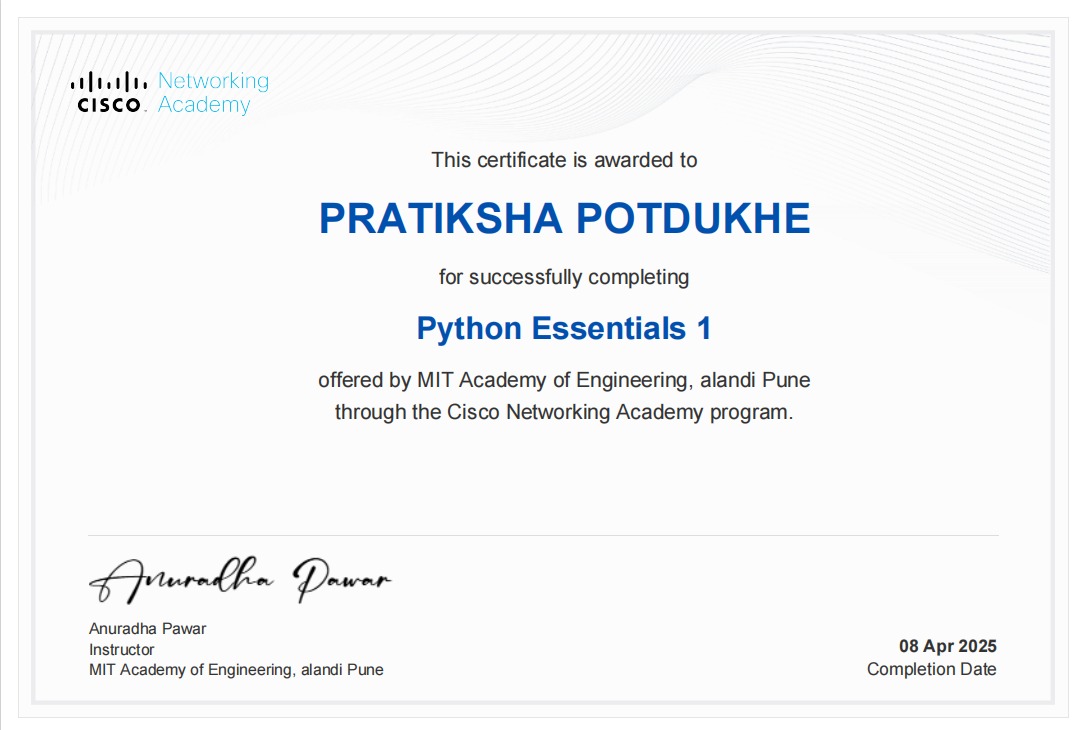 Networking
CISCO. Academy
This certificate is awarded to
PRATIKSHA POTDUKHE
for successfully completing
Python Essentials 1
offered by MIT Academy of Engineering, alandi Pune
through the Cisco Networking Academy program.
Anuradha Pawar
Anuradha Pawar
Instructor
MIT Academy of Engineering, alandi Pune
08 Apr 2025
Completion Date